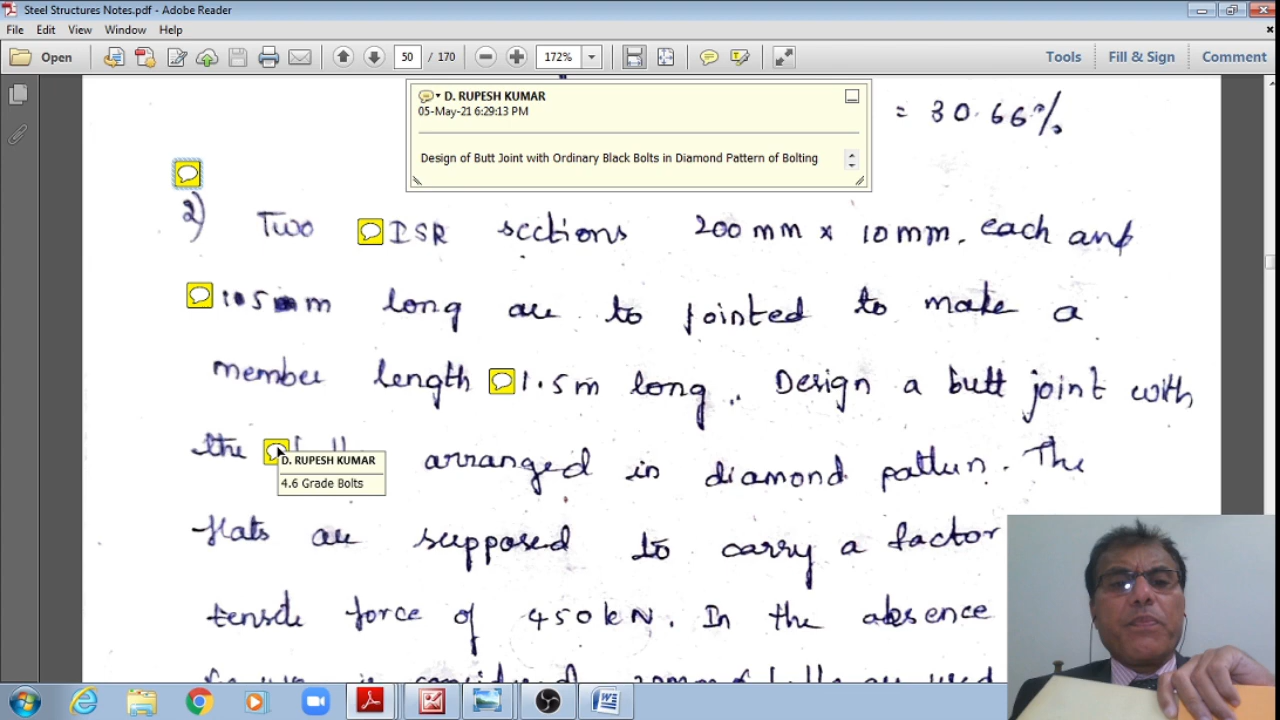 Steel Structures Notes.pdf - Adobe Reader
File Edit View Window Help
Open 50 / 170 172% Tools Fill & Sign Comment
D. RUPESH KUMAR
05-May-21 6:29:13 PM
Design of Butt Joint with Ordinary Black Bolts in Diamond Pattern of Bolting
= 30.66%
2) Two ISR sections 200mm x 10mm. each and
long are to jointed to make a
member length 1.5m long. Design a butt joint with
the arranged in diamond pattern. The
D. RUPESH KUMAR
4.6 Grade Bolts
flats are supposed to carry a factor
tensile force of 450kN. In the absence